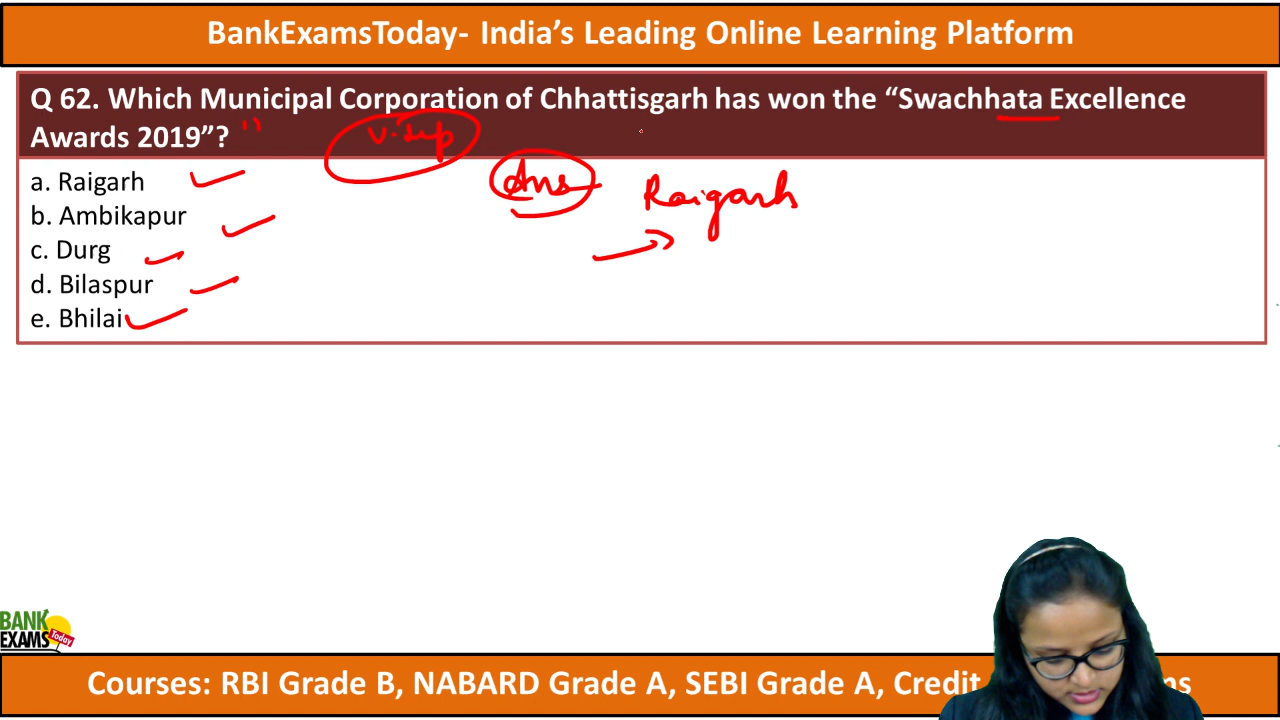 BankExamsToday- India's Leading Online Learning Platform
Q 62. Which Municipal Corporation of Chhattisgarh has won the “Swachhata Excellence
Awards 2019”?
v. Imp
a. Raigarh
Ans
Raigarh
b. Ambikapur
c. Durg
d. Bilaspur
e. Bhilai
BANK
EXAMS
Today
Courses: RBI Grade B, NABARD Grade A, SEBI Grade A, Credit